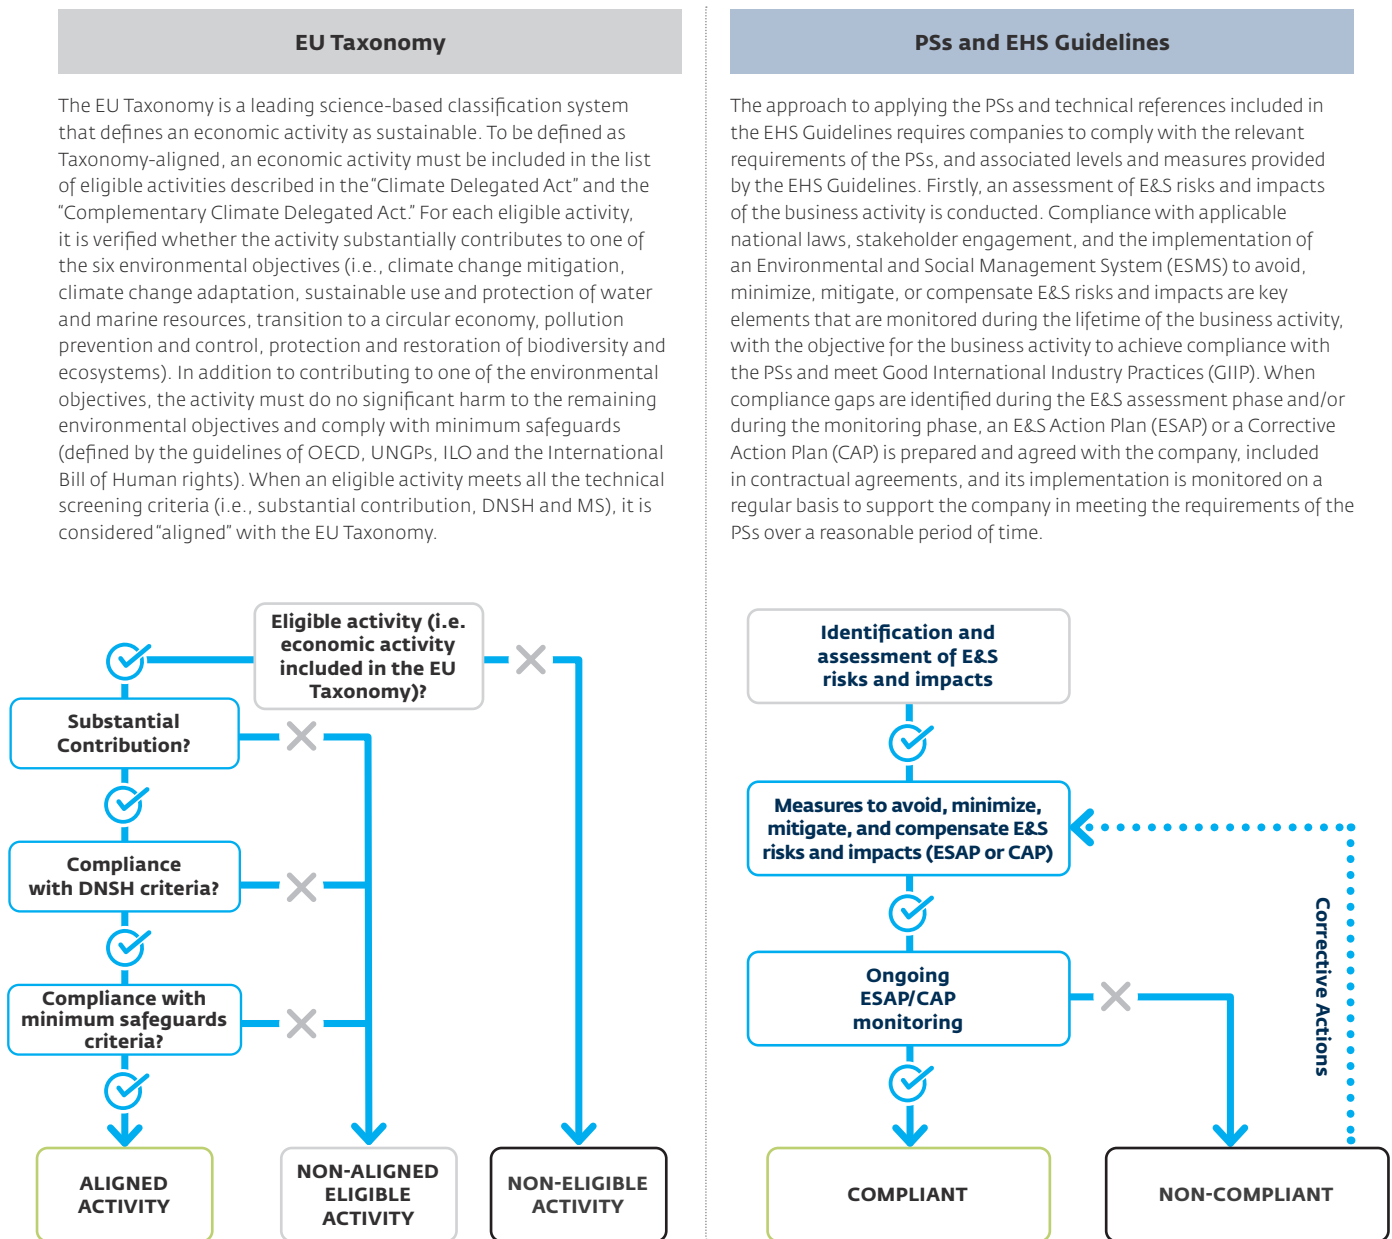 EU Taxonomy
The EU Taxonomy is a leading science-based classification system
that defines an economic activity as sustainable. To be defined as
Taxonomy-aligned, an economic activity must be included in the list
of eligible activities described in the “Climate Delegated Act” and the
“Complementary Climate Delegated Act.” For each eligible activity,
it is verified whether the activity substantially contributes to one of
the six environmental objectives (i.e., climate change mitigation,
climate change adaptation, sustainable use and protection of water
and marine resources, transition to a circular economy, pollution
prevention and control, protection and restoration of biodiversity and
ecosystems). In addition to contributing to one of the environmental
objectives, the activity must do no significant harm to the remaining
environmental objectives and comply with minimum safeguards
(defined by the guidelines of OECD, UNGPs, ILO and the International
Bill of Human rights). When an eligible activity meets all the technical
screening criteria (i.e., substantial contribution, DNSH and MS), it is
considered “aligned” with the EU Taxonomy.
Eligible activity (i.e.
economic activity
included in the EU
Taxonomy)?
Substantial
Contribution?
Compliance
with DNSH criteria?
Compliance with
minimum safeguards
criteria?
ALIGNED
ACTIVITY
NON-ALIGNED
ELIGIBLE
ACTIVITY
NON-ELIGIBLE
ACTIVITY
PSs and EHS Guidelines
The approach to applying the PSs and technical references included in
the EHS Guidelines requires companies to comply with the relevant
requirements of the PSs, and associated levels and measures provided
by the EHS Guidelines. Firstly, an assessment of E&S risks and impacts
of the business activity is conducted. Compliance with applicable
national laws, stakeholder engagement, and the implementation of
an Environmental and Social Management System (ESMS) to avoid,
minimize, mitigate, or compensate E&S risks and impacts are key
elements that are monitored during the lifetime of the business activity,
with the objective for the business activity to achieve compliance with
the PSs and meet Good International Industry Practices (GIIP). When
compliance gaps are identified during the E&S assessment phase and/or
during the monitoring phase, an E&S Action Plan (ESAP) or a Corrective
Action Plan (CAP) is prepared and agreed with the company, included
in contractual agreements, and its implementation is monitored on a
regular basis to support the company in meeting the requirements of the
PSs over a reasonable period of time.
Identification and
assessment of E&S
risks and impacts
Measures to avoid, minimize,
mitigate, and compensate E&S
risks and impacts (ESAP or CAP)
Ongoing
ESAP/CAP
monitoring
Corrective Actions
COMPLIANT
NON-COMPLIANT